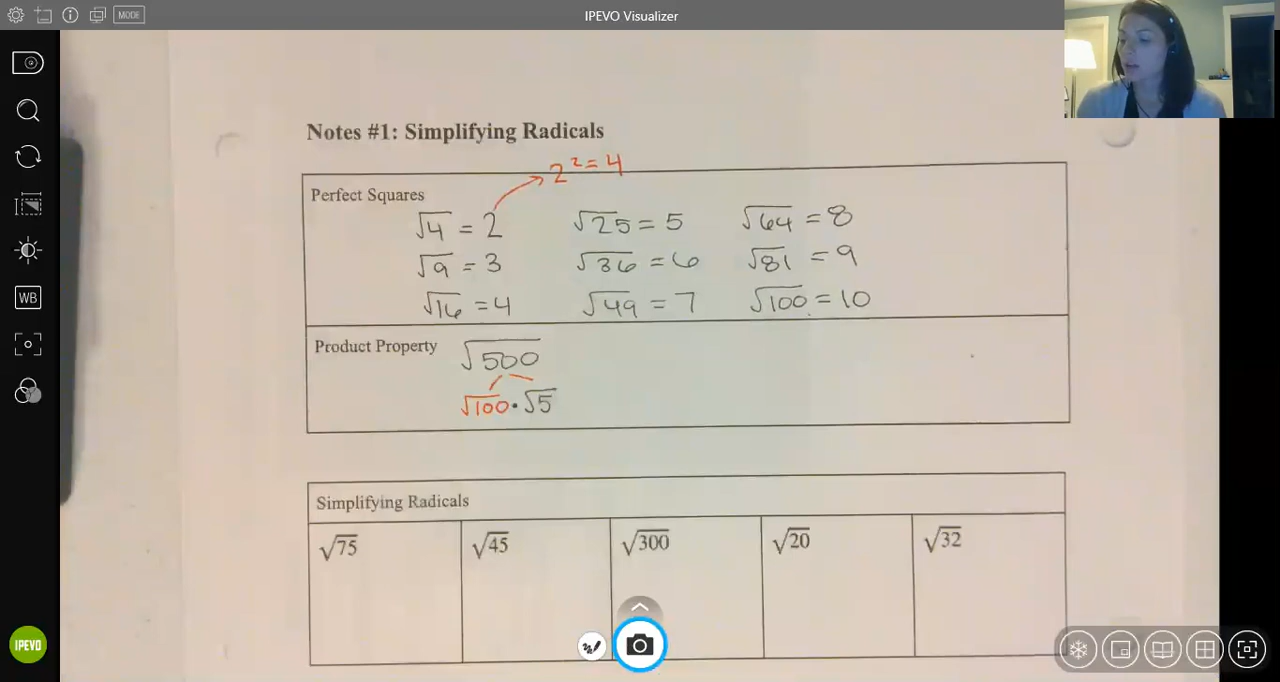 MODE
IPEVO Visualizer
Notes #1: Simplifying Radicals
2² = 4
Perfect Squares
√4 = 2 √25 = 5 √64 = 8
√9 = 3 √36 = 6 √81 = 9
√16 = 4 √49 = 7 √100 = 10
Product Property √500
√100 • √5
WB
Simplifying Radicals
√75 √45 √300 √20 √32
IPEVO